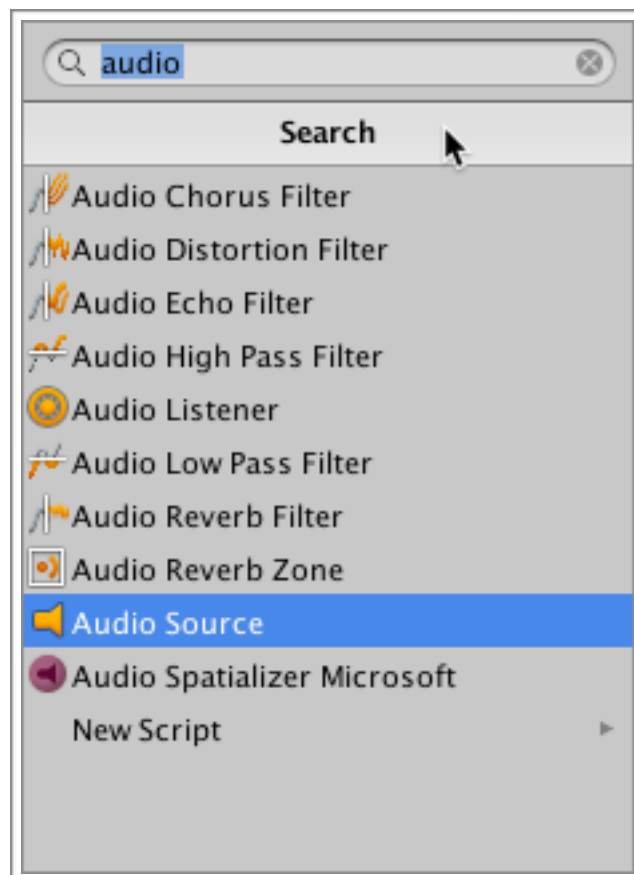 audio
Search
Audio Chorus Filter
Audio Distortion Filter
Audio Echo Filter
Audio High Pass Filter
Audio Listener
Audio Low Pass Filter
Audio Reverb Filter
Audio Reverb Zone
Audio Source
Audio Spatializer Microsoft
New Script